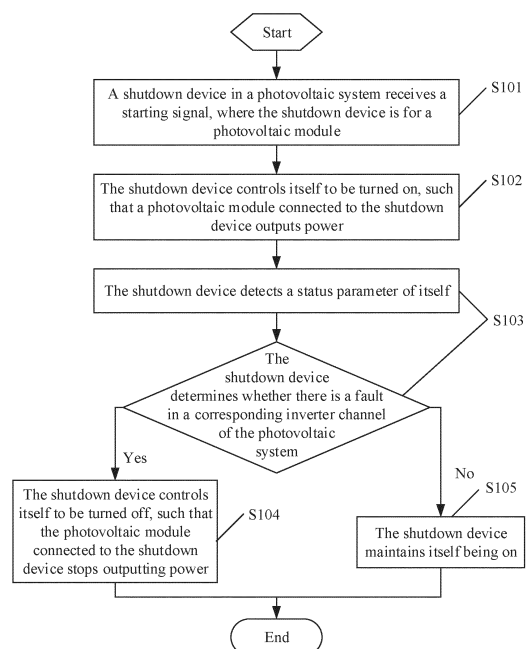 Start
A shutdown device in a photovoltaic system receives a
starting signal, where the shutdown device is for a
photovoltaic module
S101
The shutdown device controls itself to be turned on, such
that a photovoltaic module connected to the shutdown
device outputs power
S102
The shutdown device detects a status parameter of itself
S103
The
shutdown device
determines whether there is a fault
in a corresponding inverter channel
of the photovoltaic
system
Yes
No
The shutdown device controls
itself to be turned off, such that
the photovoltaic module
connected to the shutdown
device stops outputting power
S104
S105
The shutdown device
maintains itself being on
End